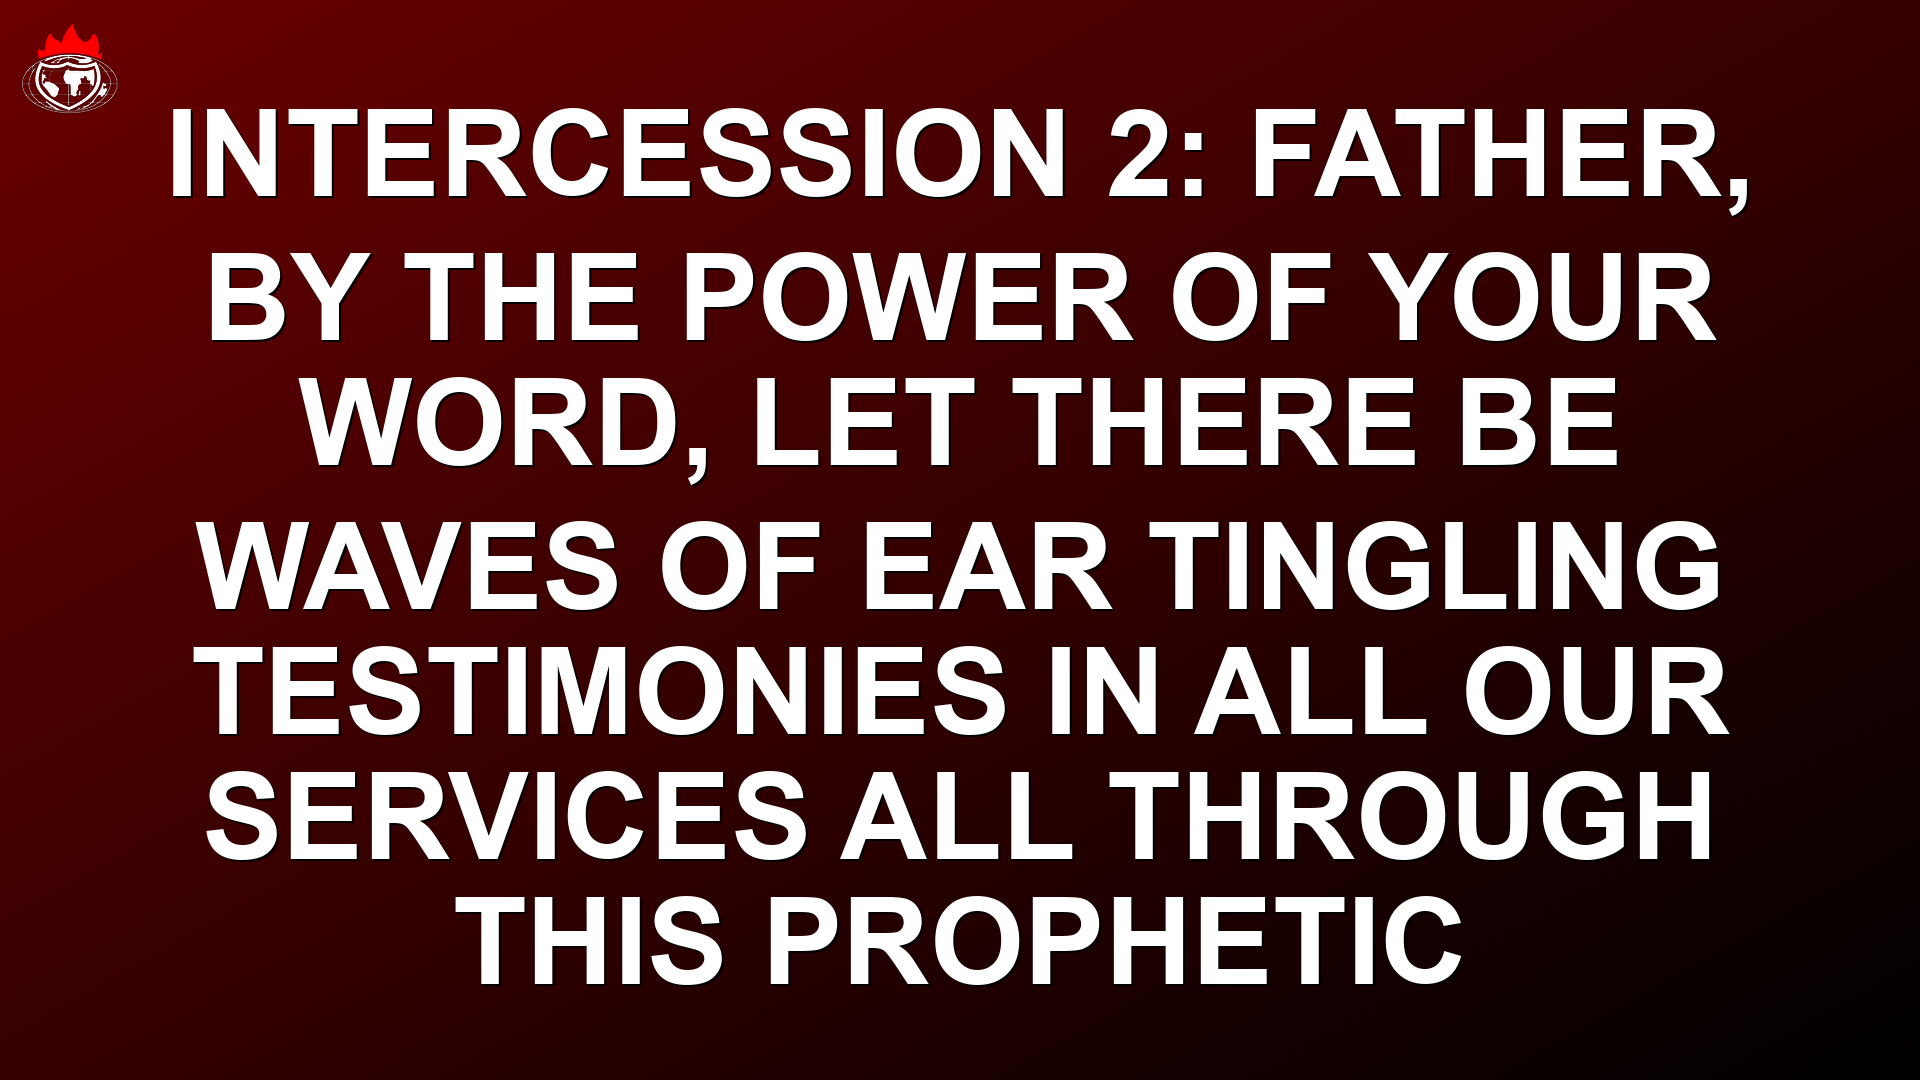 INTERCESSION 2: FATHER,
BY THE POWER OF YOUR
WORD, LET THERE BE
WAVES OF EAR TINGLING
TESTIMONIES IN ALL OUR
SERVICES ALL THROUGH
THIS PROPHETIC